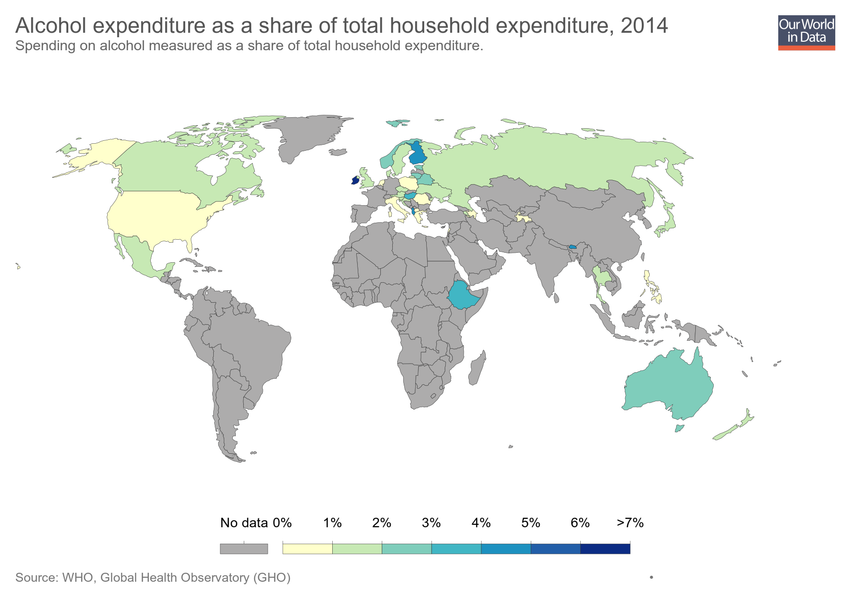 Alcohol expenditure as a share of total household expenditure, 2014
Spending on alcohol measured as a share of total household expenditure.
Our World
in Data
No data 0% 1% 2% 3% 4% 5% 6% >7%
Source: WHO, Global Health Observatory (GHO)